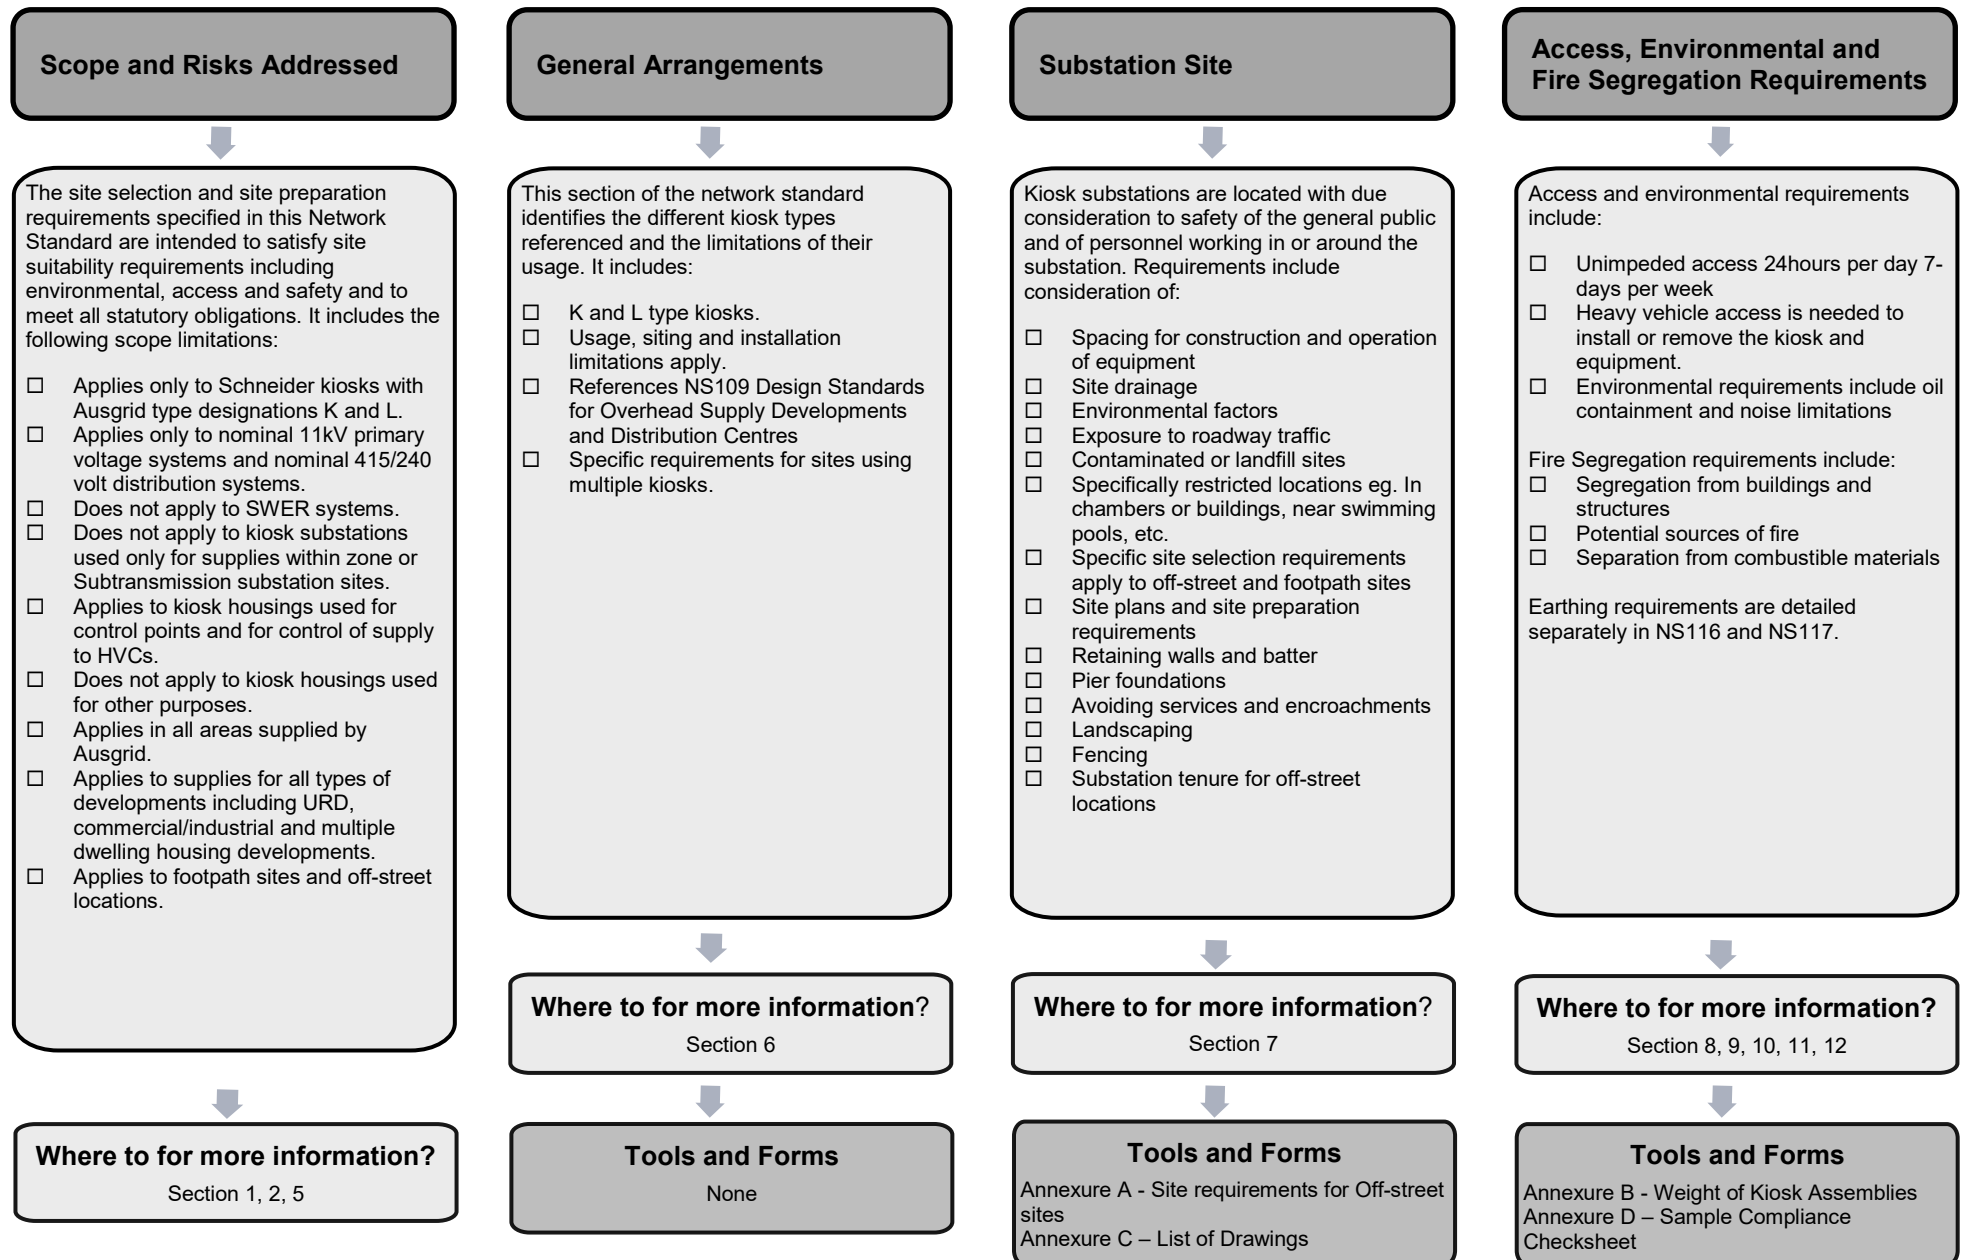 Scope and Risks Addressed
The site selection and site preparation
requirements specified in this Network
Standard are intended to satisfy site
suitability requirements including
environmental, access and safety and to
meet all statutory obligations. It includes the
following scope limitations:
☐ Applies only to Schneider kiosks with
Ausgrid type designations K and L.
☐ Applies only to nominal 11kV primary
voltage systems and nominal 415/240
volt distribution systems.
☐ Does not apply to SWER systems.
☐ Does not apply to kiosk substations
used only for supplies within zone or
Subtransmission substation sites.
☐ Applies to kiosk housings used for
control points and for control of supply
to HVCs.
☐ Does not apply to kiosk housings used
for other purposes.
☐ Applies in all areas supplied by
Ausgrid.
☐ Applies to supplies for all types of
developments including URD,
commercial/industrial and multiple
dwelling housing developments.
☐ Applies to footpath sites and off-street
locations.
Where to for more information?
Section 1, 2, 5
General Arrangements
This section of the network standard
identifies the different kiosk types
referenced and the limitations of their
usage. It includes:
☐ K and L type kiosks.
☐ Usage, siting and installation
limitations apply.
☐ References NS109 Design Standards
for Overhead Supply Developments
and Distribution Centres
☐ Specific requirements for sites using
multiple kiosks.
Where to for more information?
Section 6
Tools and Forms
None
Substation Site
Kiosk substations are located with due
consideration to safety of the general public
and of personnel working in or around the
substation. Requirements include
consideration of:
☐ Spacing for construction and operation
of equipment
☐ Site drainage
☐ Environmental factors
☐ Exposure to roadway traffic
☐ Contaminated or landfill sites
☐ Specifically restricted locations eg. In
chambers or buildings, near swimming
pools, etc.
☐ Specific site selection requirements
apply to off-street and footpath sites
☐ Site plans and site preparation
requirements
☐ Retaining walls and batter
☐ Pier foundations
☐ Avoiding services and encroachments
☐ Landscaping
☐ Fencing
☐ Substation tenure for off-street
locations
Where to for more information?
Section 7
Tools and Forms
Annexure A - Site requirements for Off-street
sites
Annexure C – List of Drawings
Access, Environmental and
Fire Segregation Requirements
Access and environmental requirements
include:
☐ Unimpeded access 24hours per day 7-
days per week
☐ Heavy vehicle access is needed to
install or remove the kiosk and
equipment.
☐ Environmental requirements include oil
containment and noise limitations
Fire Segregation requirements include:
☐ Segregation from buildings and
structures
☐ Potential sources of fire
☐ Separation from combustible materials
Earthing requirements are detailed
separately in NS116 and NS117.
Where to for more information?
Section 8, 9, 10, 11, 12
Tools and Forms
Annexure B - Weight of Kiosk Assemblies
Annexure D – Sample Compliance
Checksheet